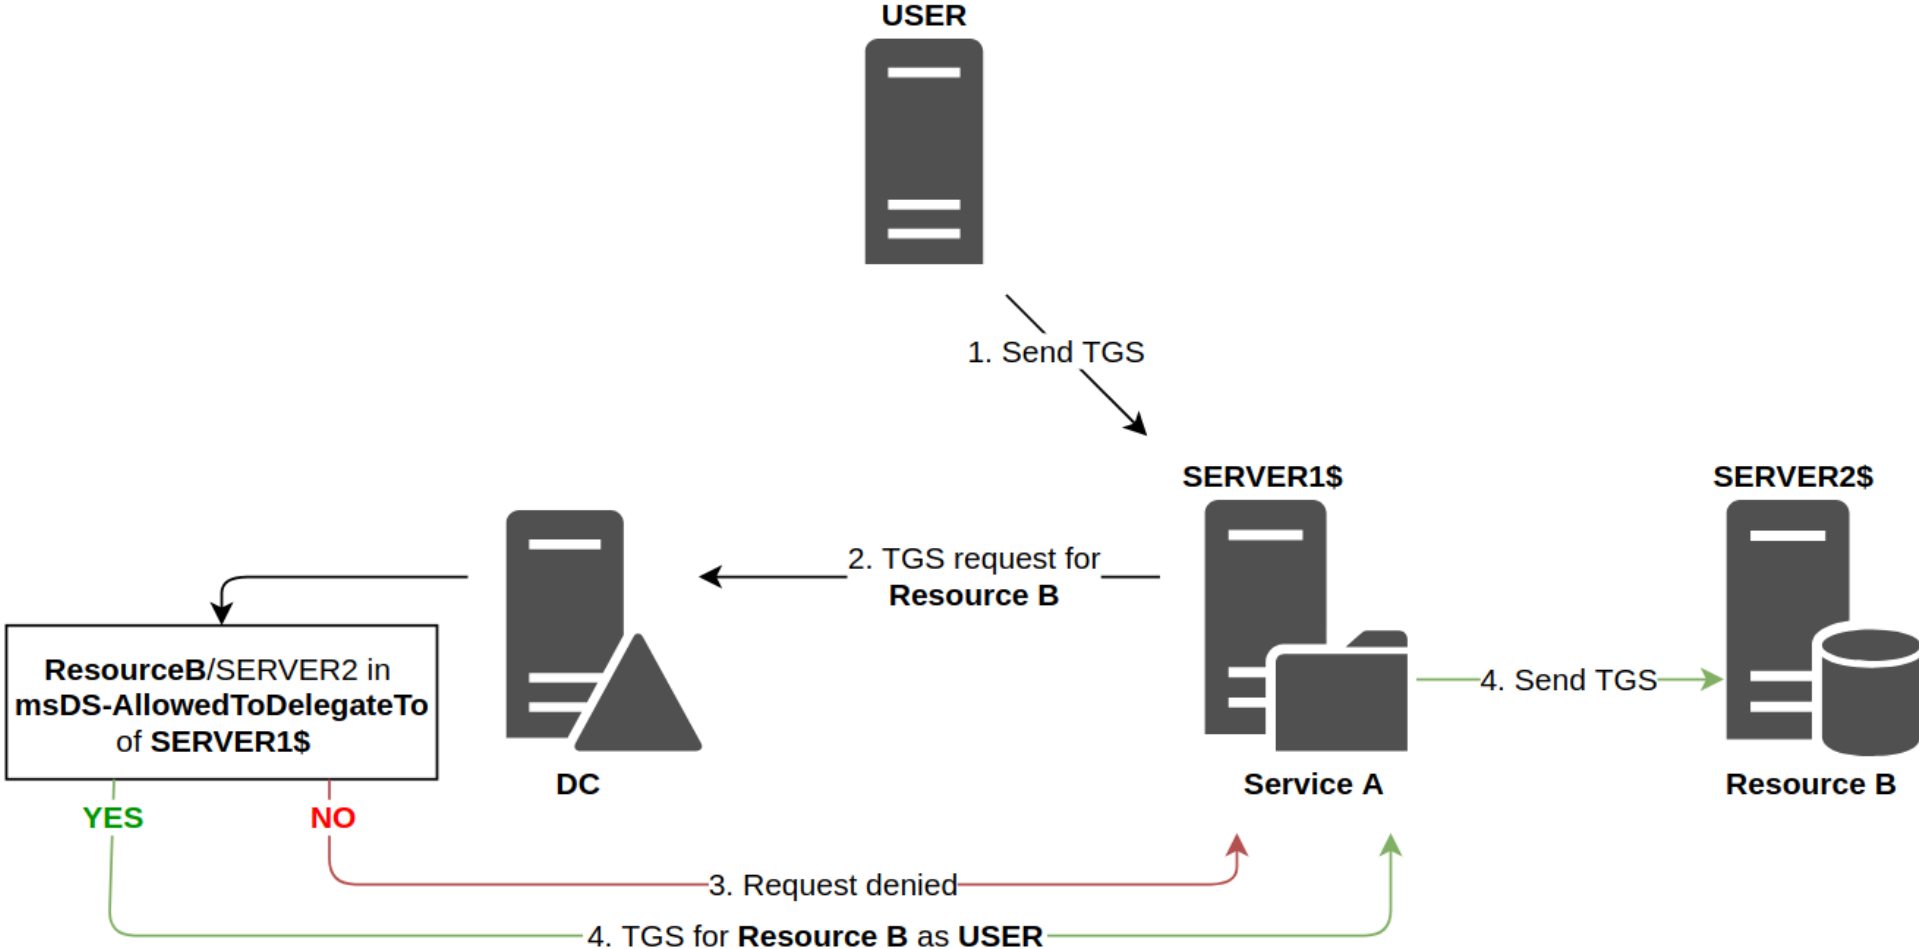 USER
1. Send TGS
SERVER1$
SERVER2$
2. TGS request for
Resource B
ResourceB/SERVER2 in
msDS-AllowedToDelegateTo
of SERVER1$
4. Send TGS
DC
Service A
Resource B
YES
NO
3. Request denied
4. TGS for Resource B as USER